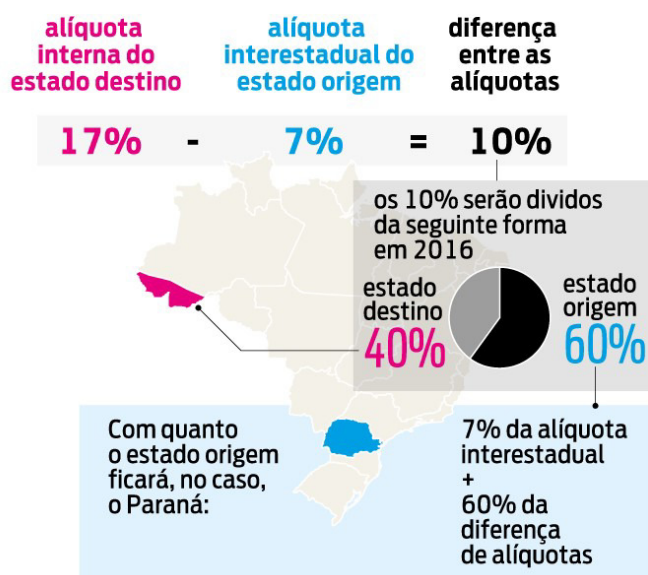 alíquota
interna do
estado destino
alíquota
interestadual do
estado origem
diferença
entre as
alíquotas
17% - 7% = 10%
os 10% serão dividos
da seguinte forma
em 2016
estado
destino
40%
estado
origem
60%
Com quanto
o estado origem
ficará, no caso,
o Paraná:
7% da alíquota
interestadual
+
60% da
diferença
de alíquotas